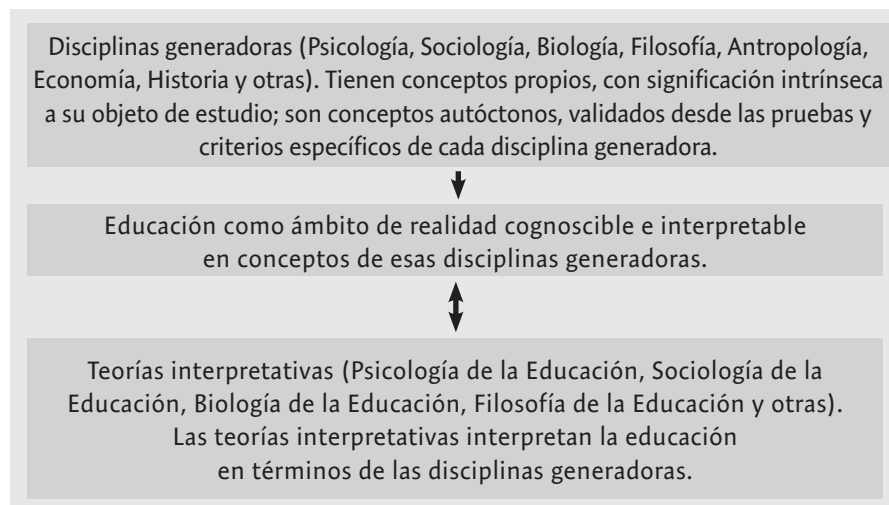 Disciplinas generadoras (Psicología, Sociología, Biología, Filosofía, Antropología,
Economía, Historia y otras). Tienen conceptos propios, con significación intrínseca
a su objeto de estudio; son conceptos autóctonos, validados desde las pruebas y
criterios específicos de cada disciplina generadora.
Educación como ámbito de realidad cognoscible e interpretable
en conceptos de esas disciplinas generadoras.
Teorías interpretativas (Psicología de la Educación, Sociología de la
Educación, Biología de la Educación, Filosofía de la Educación y otras).
Las teorías interpretativas interpretan la educación
en términos de las disciplinas generadoras.